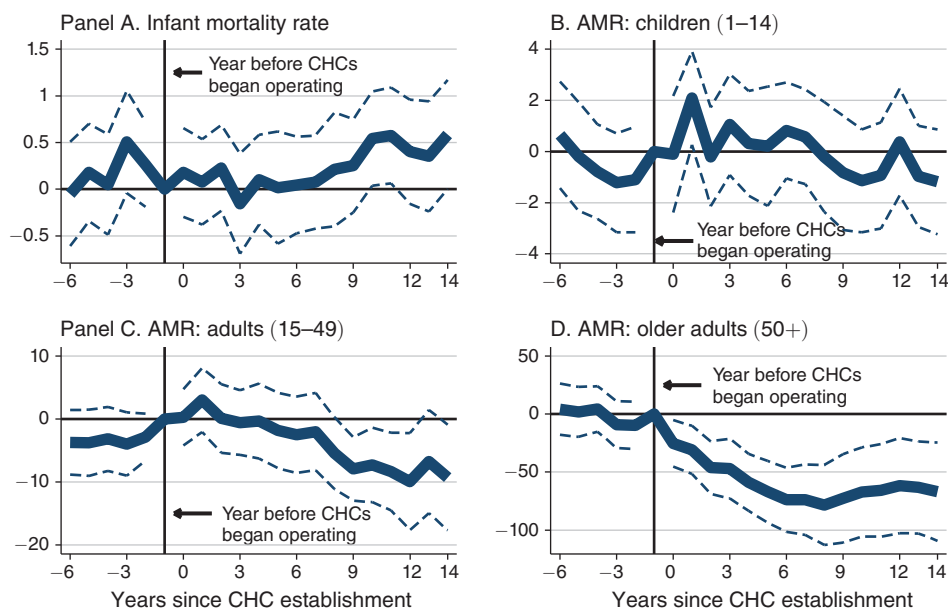 Panel A. Infant mortality rate
1.5
1
0.5
0
−0.5
Year before CHCs
began operating
−6 −3 0 3 6 9 12 14
B. AMR: children (1–14)
4
2
0
−2
−4
Year before CHCs
began operating
−6 −3 0 3 6 9 12 14
Panel C. AMR: adults (15–49)
10
0
−10
−20
Year before CHCs
began operating
−6 −3 0 3 6 9 12 14
Years since CHC establishment
D. AMR: older adults (50+)
50
0
−50
−100
Year before CHCs
began operating
−6 −3 0 3 6 9 12 14
Years since CHC establishment